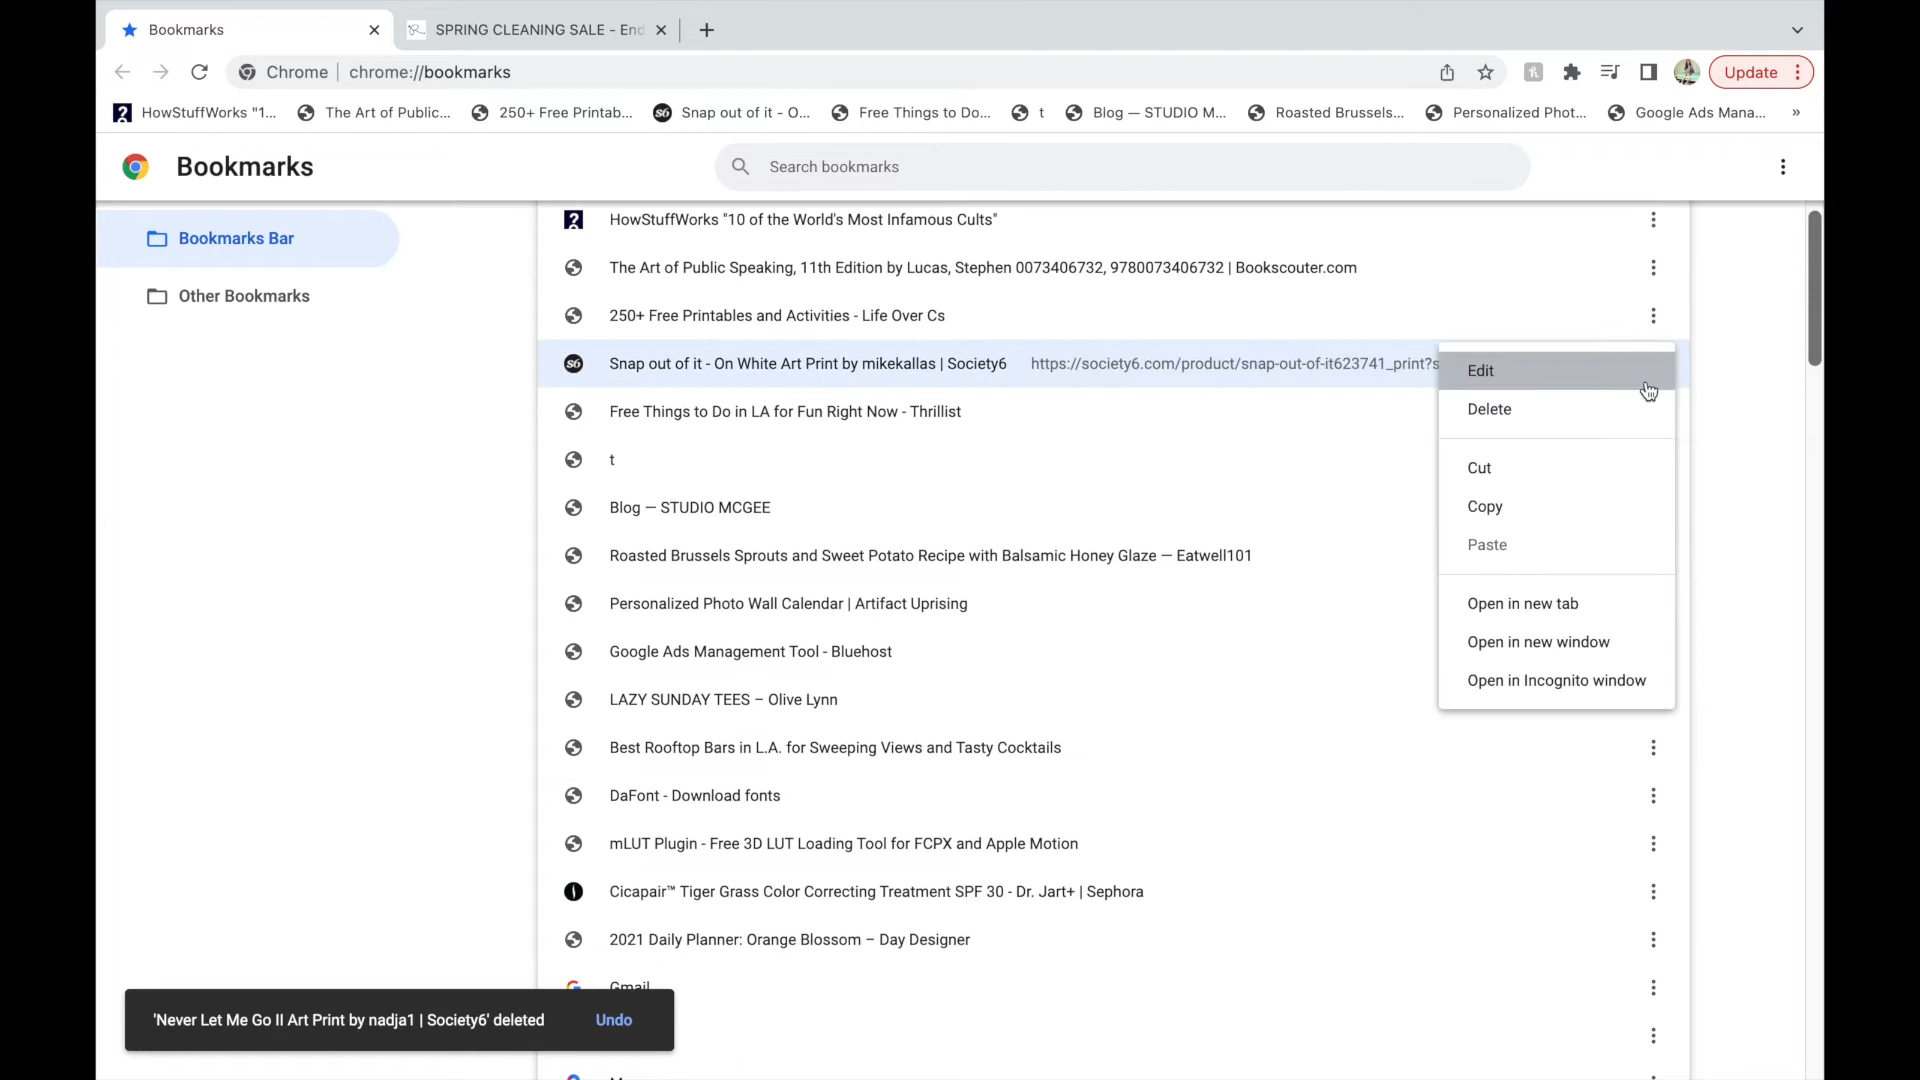 Bookmarks
SPRING CLEANING SALE - End
Chrome
chrome://bookmarks
Update
HowStuffWorks "1...
The Art of Public...
250+ Free Printab...
S6
Snap out of it - O...
Free Things to Do...
t
Blog — STUDIO M...
Roasted Brussels...
Personalized Phot...
Google Ads Mana...
»
Bookmarks
Search bookmarks
Bookmarks Bar
Other Bookmarks
HowStuffWorks "10 of the World's Most Infamous Cults"
The Art of Public Speaking, 11th Edition by Lucas, Stephen 0073406732, 9780073406732 | Bookscouter.com
250+ Free Printables and Activities - Life Over Cs
S6
Snap out of it - On White Art Print by mikekallas | Society6
https://society6.com/product/snap-out-of-it623741_print?s
Free Things to Do in LA for Fun Right Now - Thrillist
t
Blog — STUDIO MCGEE
Roasted Brussels Sprouts and Sweet Potato Recipe with Balsamic Honey Glaze — Eatwell101
Personalized Photo Wall Calendar | Artifact Uprising
Google Ads Management Tool - Bluehost
LAZY SUNDAY TEES – Olive Lynn
Best Rooftop Bars in L.A. for Sweeping Views and Tasty Cocktails
DaFont - Download fonts
mLUT Plugin - Free 3D LUT Loading Tool for FCPX and Apple Motion
Cicapair™ Tiger Grass Color Correcting Treatment SPF 30 - Dr. Jart+ | Sephora
2021 Daily Planner: Orange Blossom – Day Designer
Gmail
Edit
Delete
Cut
Copy
Paste
Open in new tab
Open in new window
Open in Incognito window
'Never Let Me Go II Art Print by nadja1 | Society6' deleted
Undo